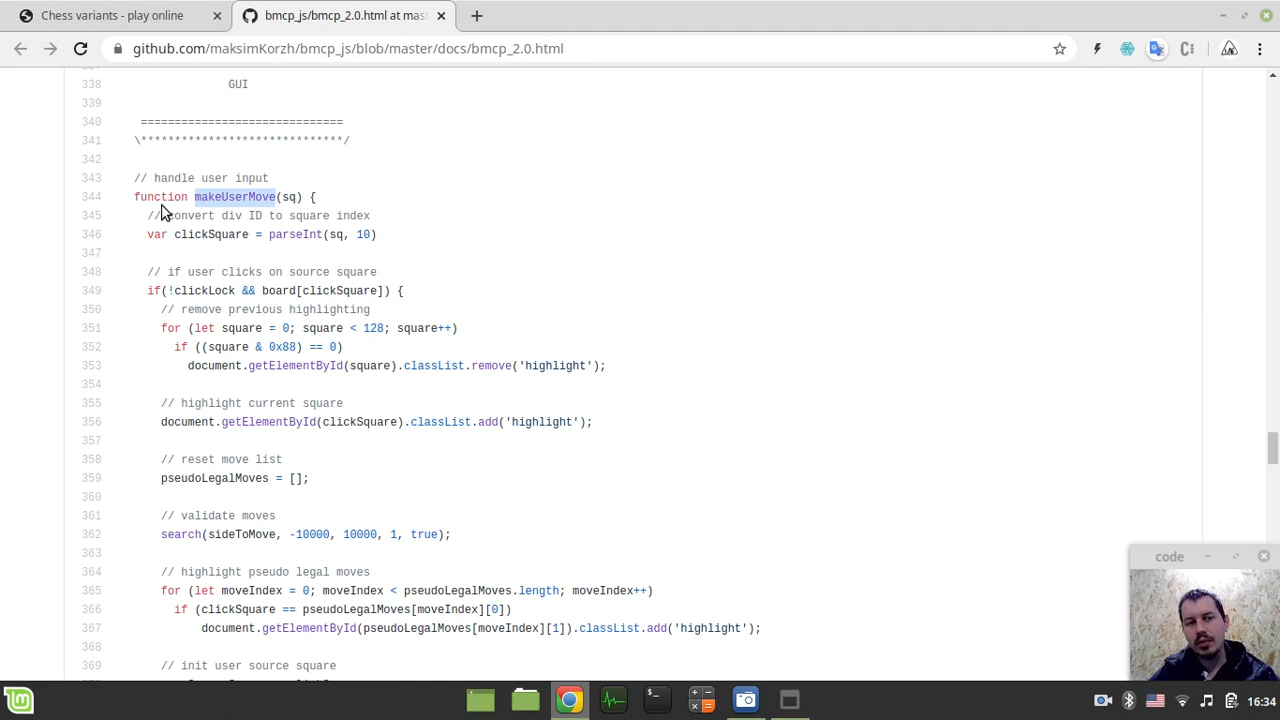 Chess variants - play online
bmcp_js/bmcp_2.0.html at mas
github.com/maksimKorzh/bmcp_js/blob/master/docs/bmcp_2.0.html
338 GUI
339
340 =============================
341 \******************************/
342
343 // handle user input
344 function makeUserMove(sq) {
345 // convert div ID to square index
346 var clickSquare = parseInt(sq, 10)
347
348 // if user clicks on source square
349 if(!clickLock && board[clickSquare]) {
350 // remove previous highlighting
351 for (let square = 0; square < 128; square++)
352 if ((square & 0x88) == 0)
353 document.getElementById(square).classList.remove('highlight');
354
355 // highlight current square
356 document.getElementById(clickSquare).classList.add('highlight');
357
358 // reset move list
359 pseudoLegalMoves = [];
360
361 // validate moves
362 search(sideToMove, -10000, 10000, 1, true);
363
364 // highlight pseudo legal moves
365 for (let moveIndex = 0; moveIndex < pseudoLegalMoves.length; moveIndex++)
366 if (clickSquare == pseudoLegalMoves[moveIndex][0])
367 document.getElementById(pseudoLegalMoves[moveIndex][1]).classList.add('highlight');
368
369 // init user source square
code
16:34